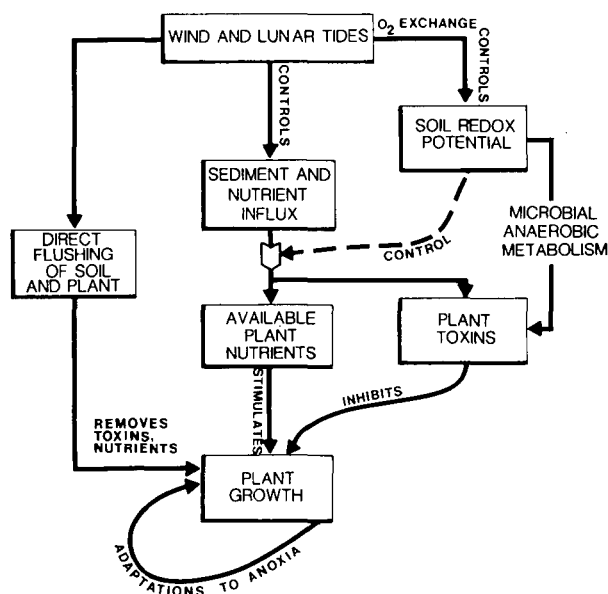 WIND AND LUNAR TIDES
O₂ EXCHANGE
CONTROLS
CONTROLS
SOIL REDOX
POTENTIAL
SEDIMENT AND
NUTRIENT
INFLUX
MICROBIAL
ANAEROBIC
METABOLISM
DIRECT
FLUSHING
OF SOIL
AND PLANT
CONTROL
AVAILABLE
PLANT
NUTRIENTS
PLANT
TOXINS
STIMULATES
INHIBITS
REMOVES
TOXINS,
NUTRIENTS
PLANT
GROWTH
ADAPTATIONS TO ANOXIA